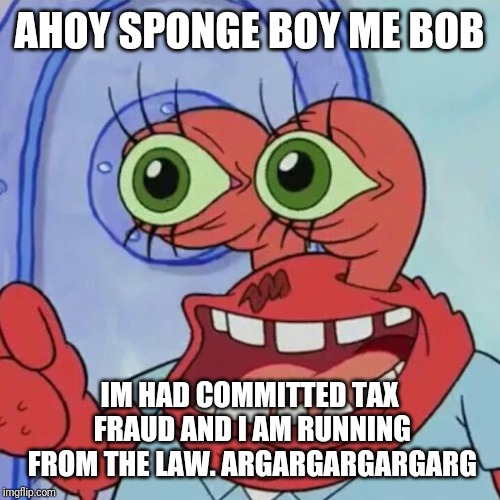 AHOY SPONGE BOY ME BOB
IM HAD COMMITTED TAX
FRAUD AND I AM RUNNING
FROM THE LAW. ARGARGARGARGARG
imgflip.com